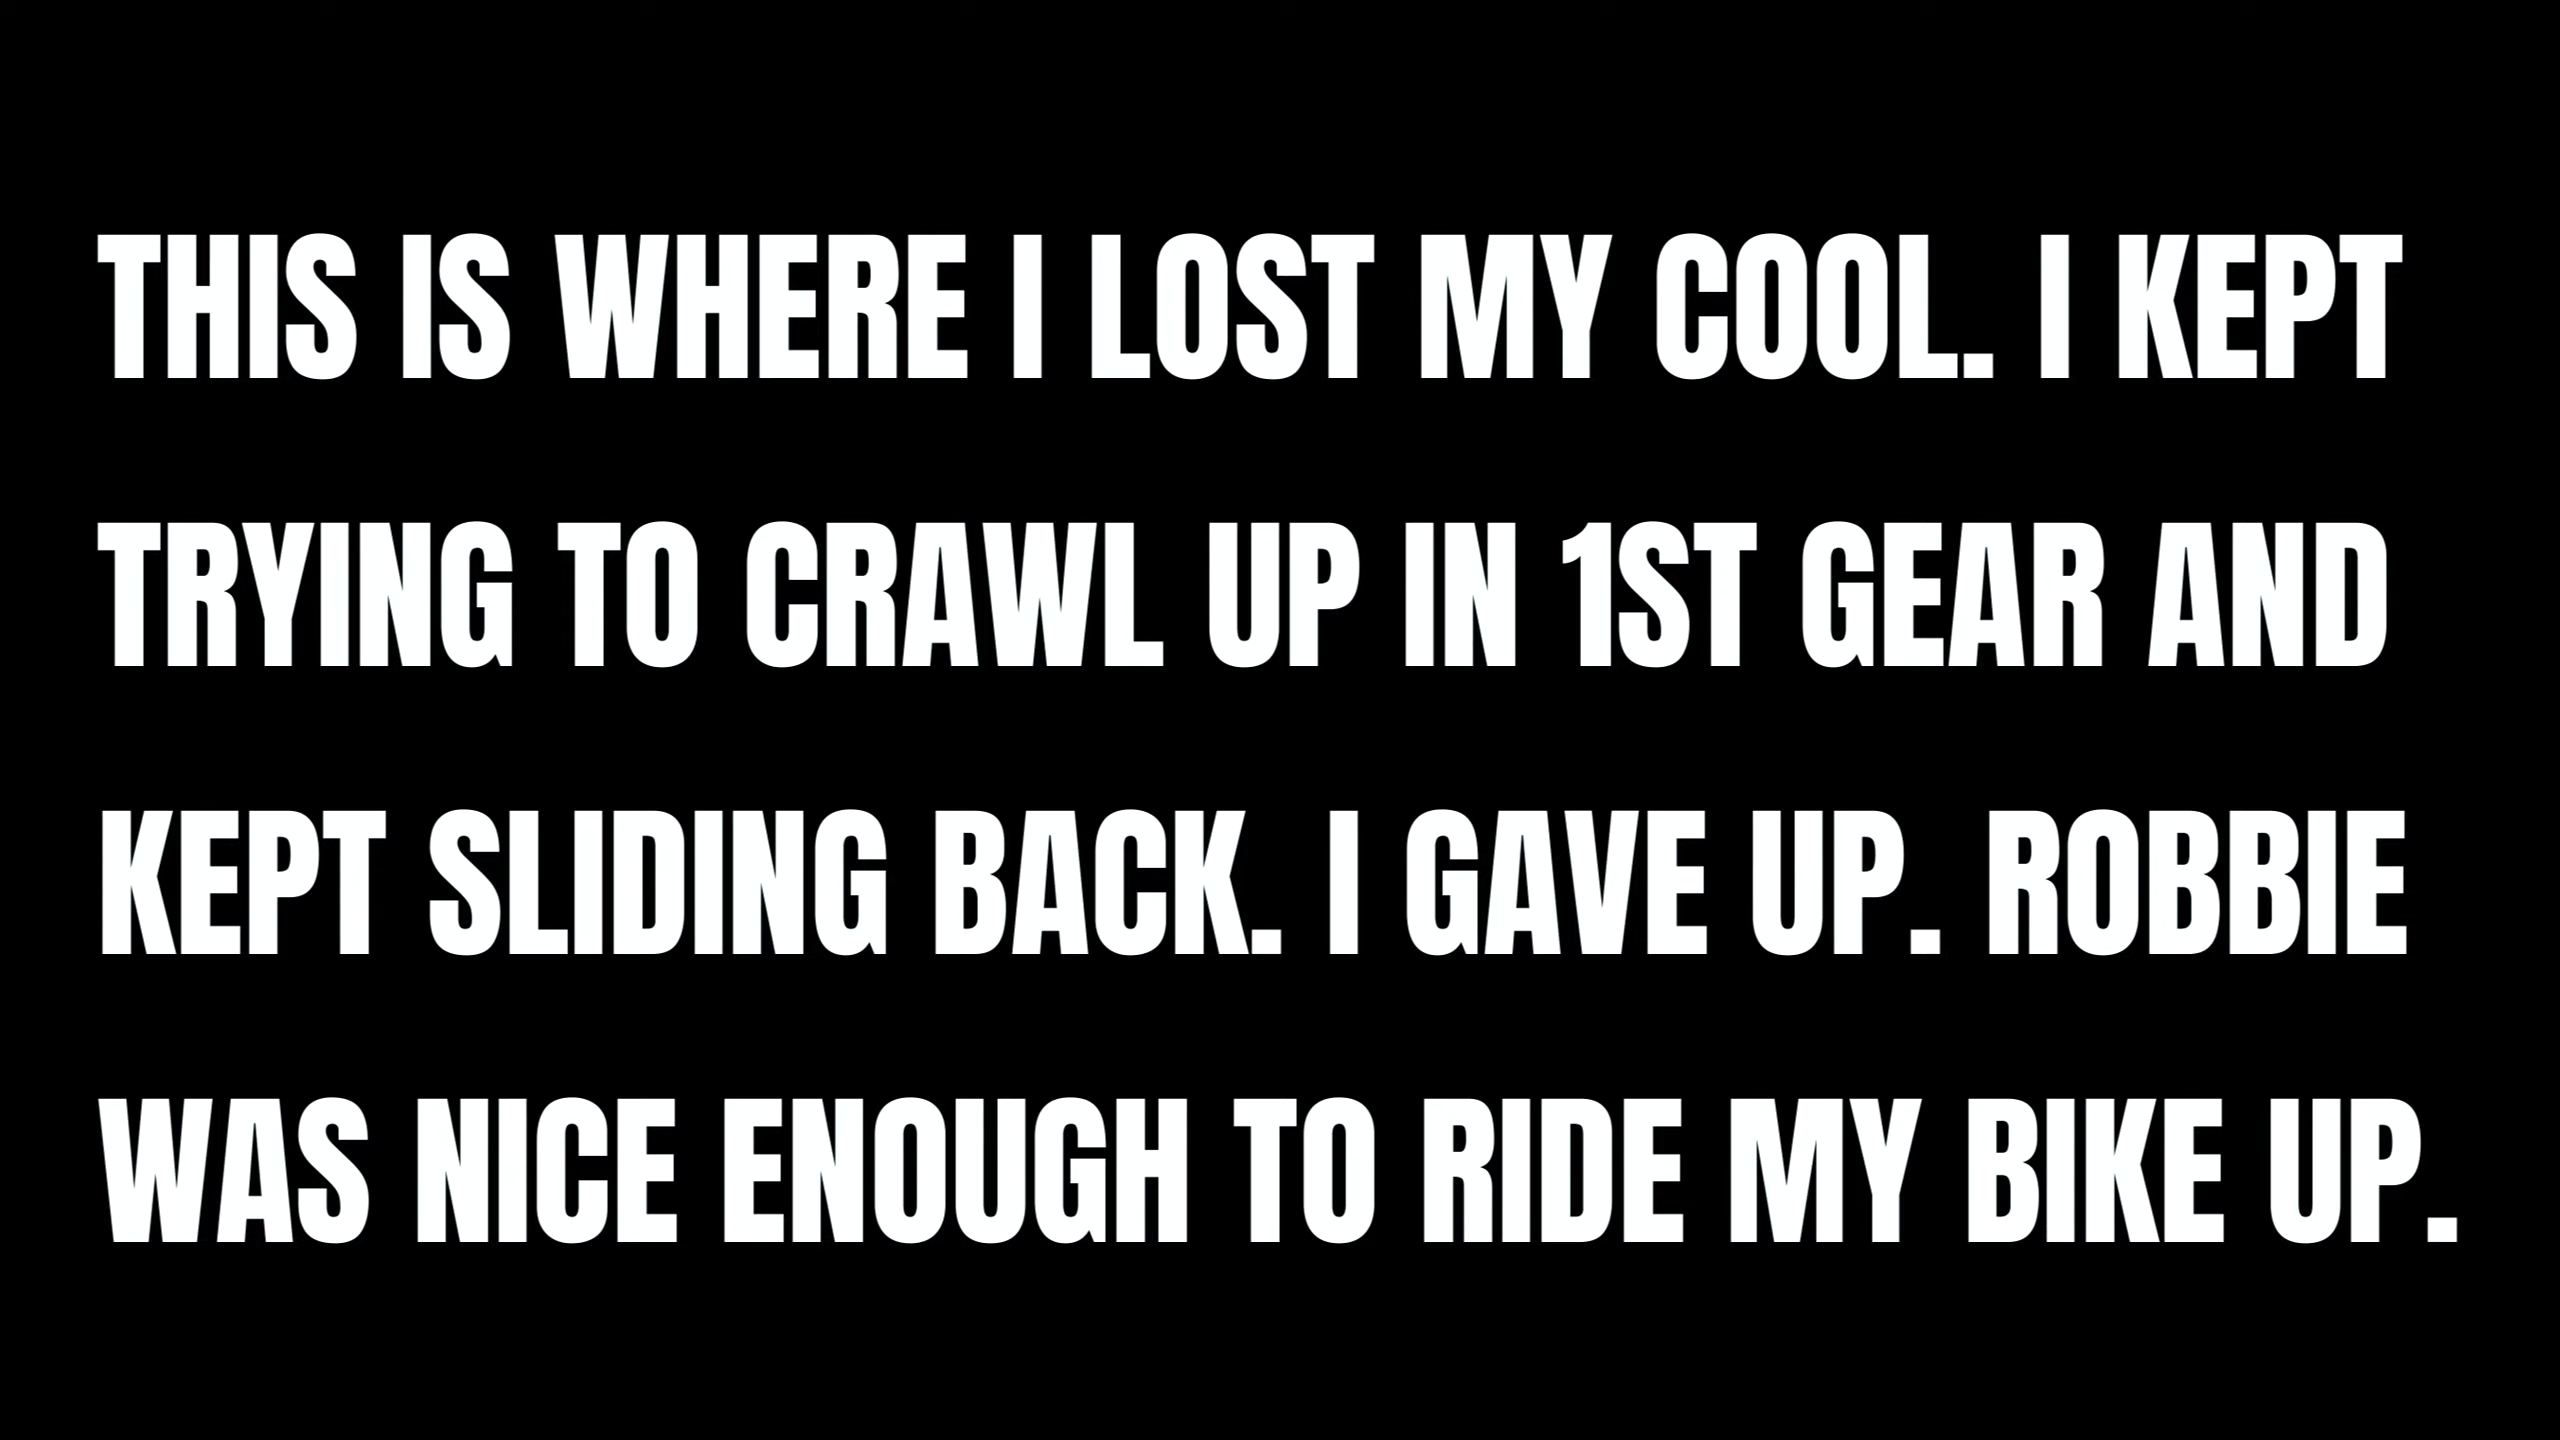 THIS IS WHERE I LOST MY COOL. I KEPT
TRYING TO CRAWL UP IN 1ST GEAR AND
KEPT SLIDING BACK. I GAVE UP. ROBBIE
WAS NICE ENOUGH TO RIDE MY BIKE UP.